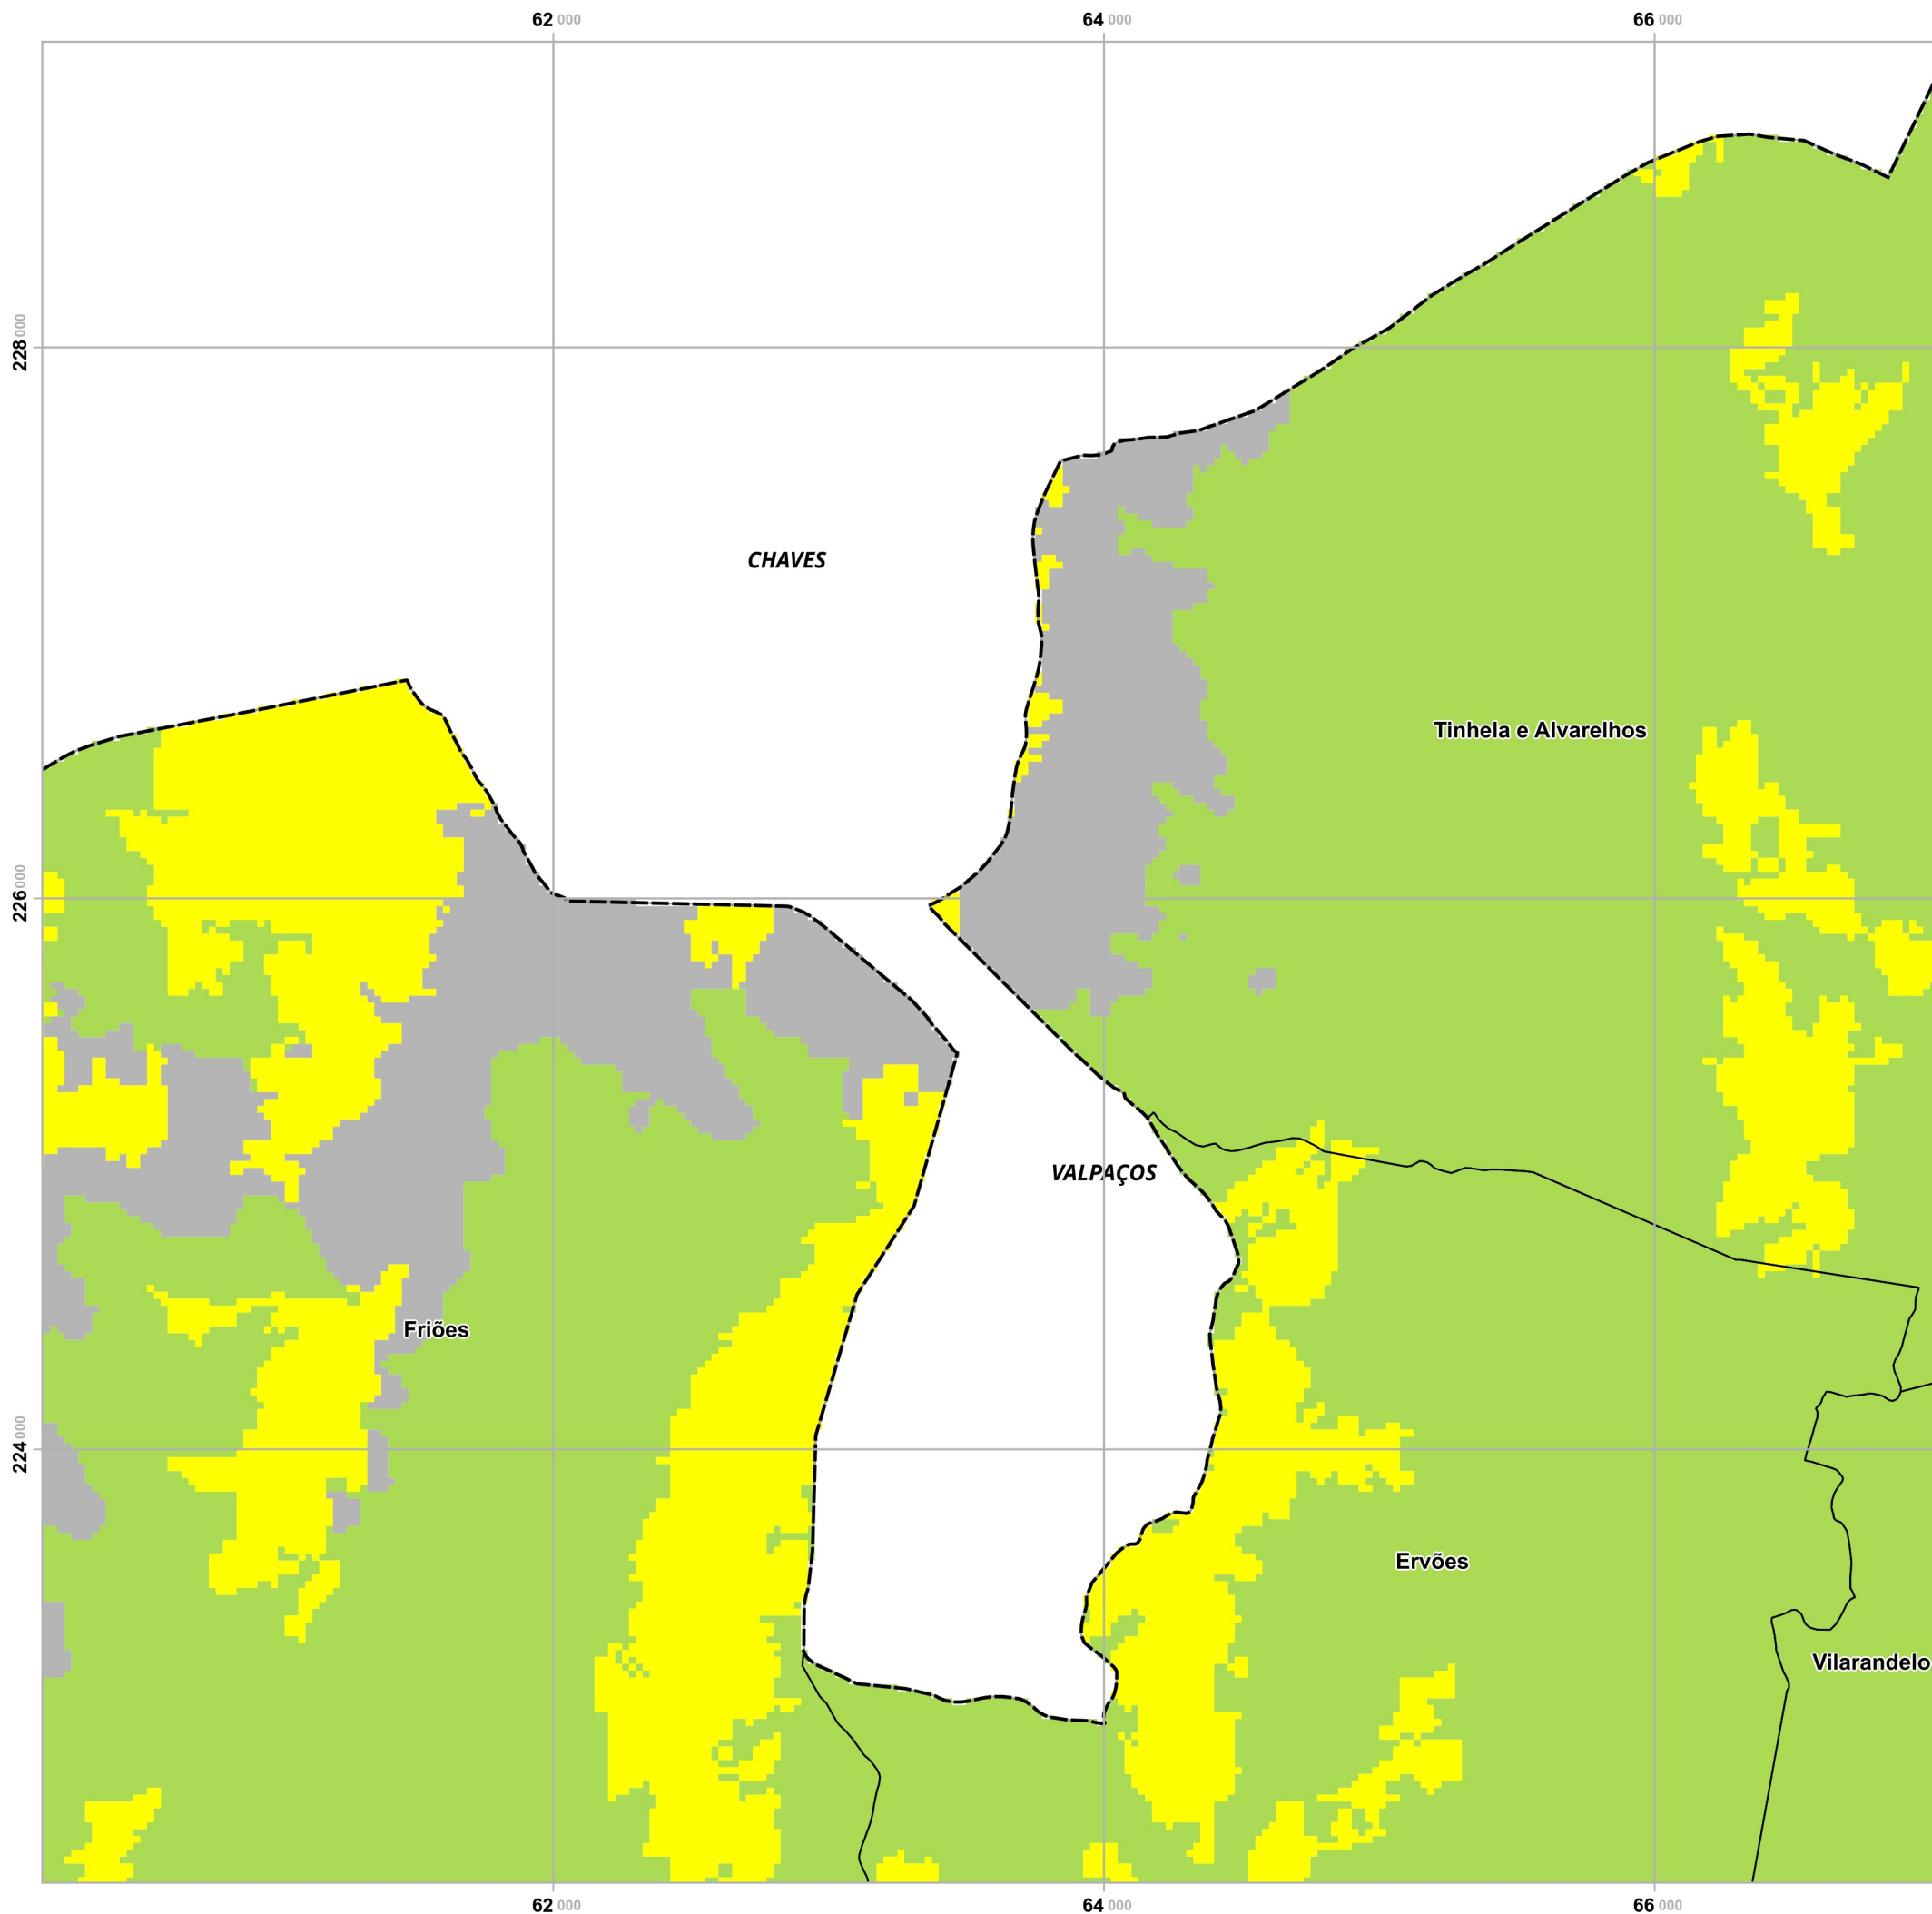 62 000 64 000 66 000
228 000
CHAVES
Tinhela e Alvarelhos
226 000
VALPAÇOS
Friões
224 000
Ervões
Vilarandelo
62 000 64 000 66 000